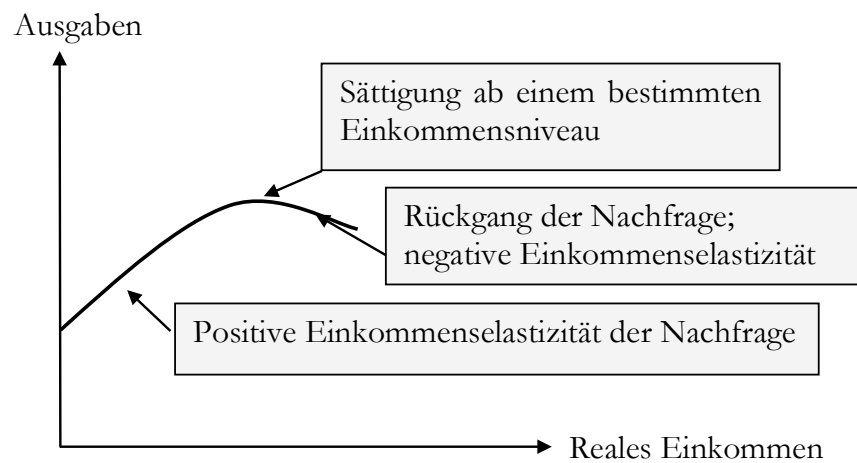 Ausgaben
Sättigung ab einem bestimmten
Einkommensniveau
Rückgang der Nachfrage;
negative Einkommenselastizität
Positive Einkommenselastizität der Nachfrage
Reales Einkommen